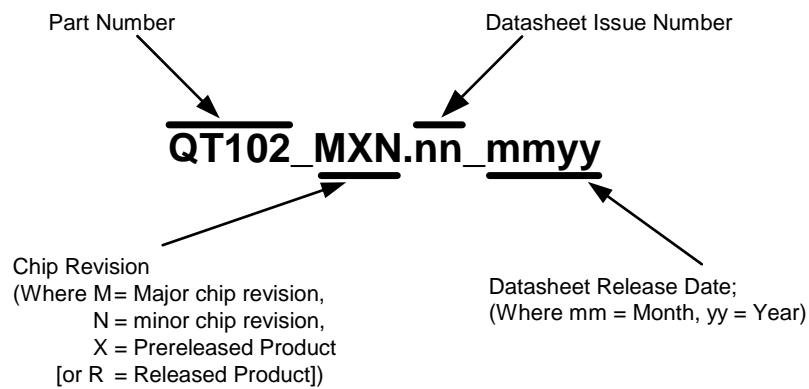 Part Number
Datasheet Issue Number
QT102_MXN.nn_mmyy
Chip Revision
(Where M = Major chip revision,
N = minor chip revision,
X = Prereleased Product
[or R = Released Product])
Datasheet Release Date;
(Where mm = Month, yy = Year)